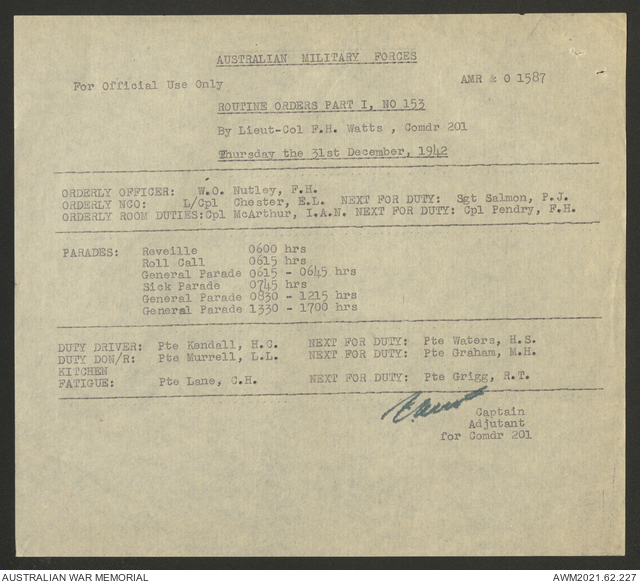 AUSTRALIAN MILITARY FORCES
For Official Use Only AMR & O 1587
ROUTINE ORDERS PART I, NO 153
By Lieut-Col F.H. Watts , Comdr 201
Thursday the 31st December, 1942
ORDERLY OFFICER: W.O. Nutley, F.H.
ORDERLY NCO: L/Cpl Chester, E.L. NEXT FOR DUTY: Sgt Salmon, P.J.
ORDERLY ROOM DUTIES:Cpl McArthur, I.A.N. NEXT FOR DUTY: Cpl Pendry, F.H.
PARADES: Reveille 0600 hrs
Roll Call 0615 hrs
General Parade 0615 - 0645 hrs
Sick Parade 0745 hrs
General Parade 0830 - 1215 hrs
General Parade 1330 - 1700 hrs
DUTY DRIVER: Pte Kendall, H.C. NEXT FOR DUTY: Pte Waters, H.S.
DUTY DON/R: Pte Murrell, L.L. NEXT FOR DUTY: Pte Graham, M.H.
KITCHEN
FATIGUE: Pte Lane, C.H. NEXT FOR DUTY: Pte Grigg, R.T.
Captain
Adjutant
for Comdr 201
AUSTRALIAN WAR MEMORIAL AWM2021.62.227